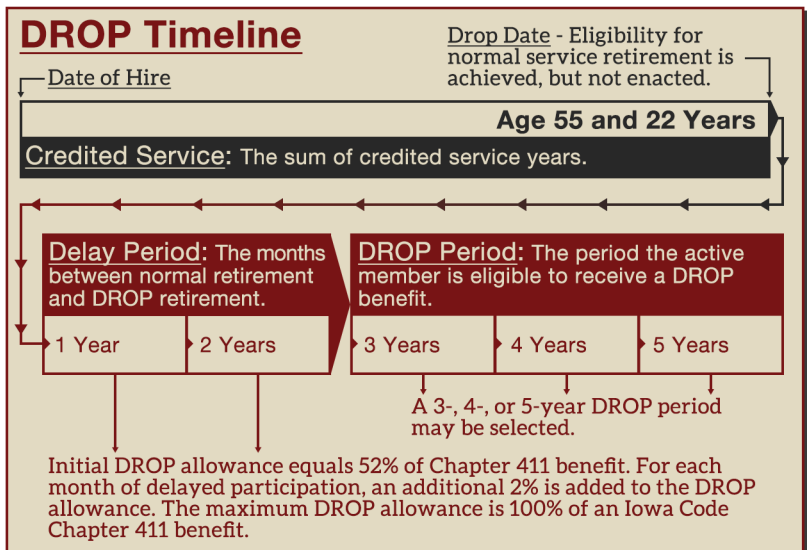 DROP Timeline
Drop Date - Eligibility for
normal service retirement is
achieved, but not enacted.
Date of Hire
Age 55 and 22 Years
Credited Service: The sum of credited service years.
Delay Period: The months
between normal retirement
and DROP retirement.
DROP Period: The period the active
member is eligible to receive a DROP
benefit.
1 Year
2 Years
3 Years
4 Years
5 Years
A 3-, 4-, or 5-year DROP period
may be selected.
Initial DROP allowance equals 52% of Chapter 411 benefit. For each
month of delayed participation, an additional 2% is added to the DROP
allowance. The maximum DROP allowance is 100% of an Iowa Code
Chapter 411 benefit.